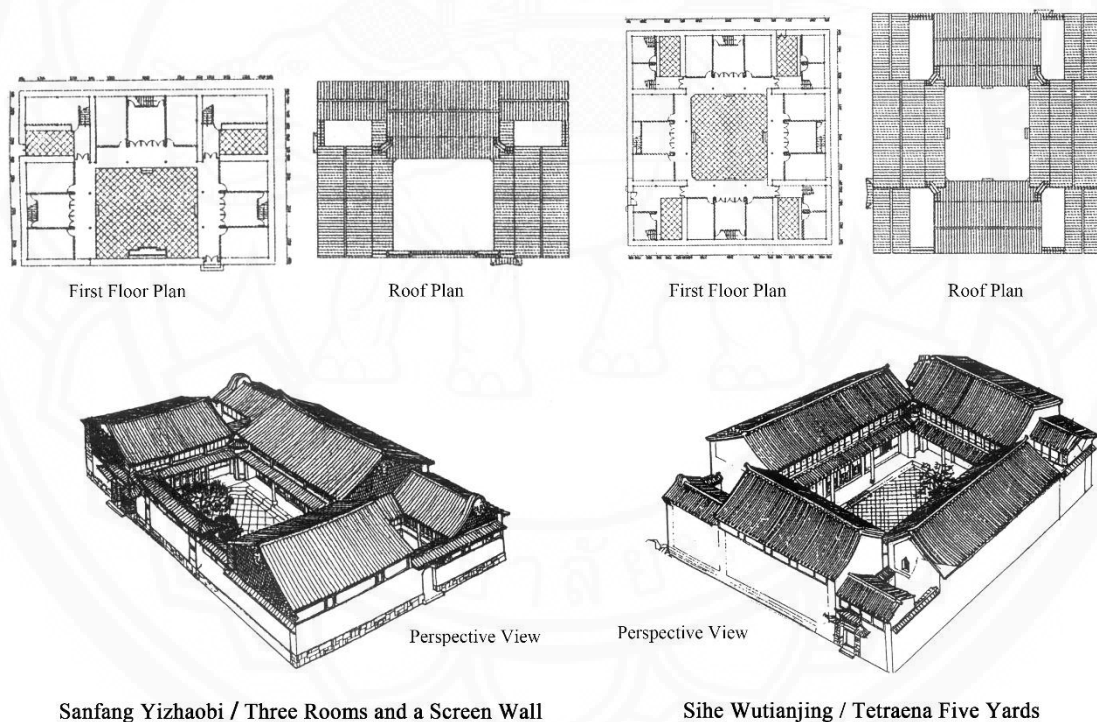 First Floor Plan
Roof Plan
First Floor Plan
Roof Plan
Perspective View
Perspective View
Sanfang Yizhaobi / Three Rooms and a Screen Wall
Sihe Wutianjing / Tetraena Five Yards